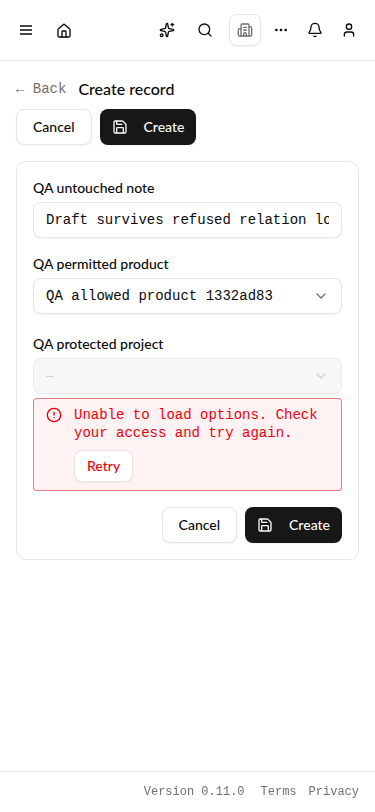 ← Back Create record
Cancel Create
QA untouched note
Draft survives refused relation lo
QA permitted product
QA allowed product 1332ad83
QA protected project
—
Unable to load options. Check
your access and try again.
Retry
Cancel Create
Version 0.11.0 Terms Privacy